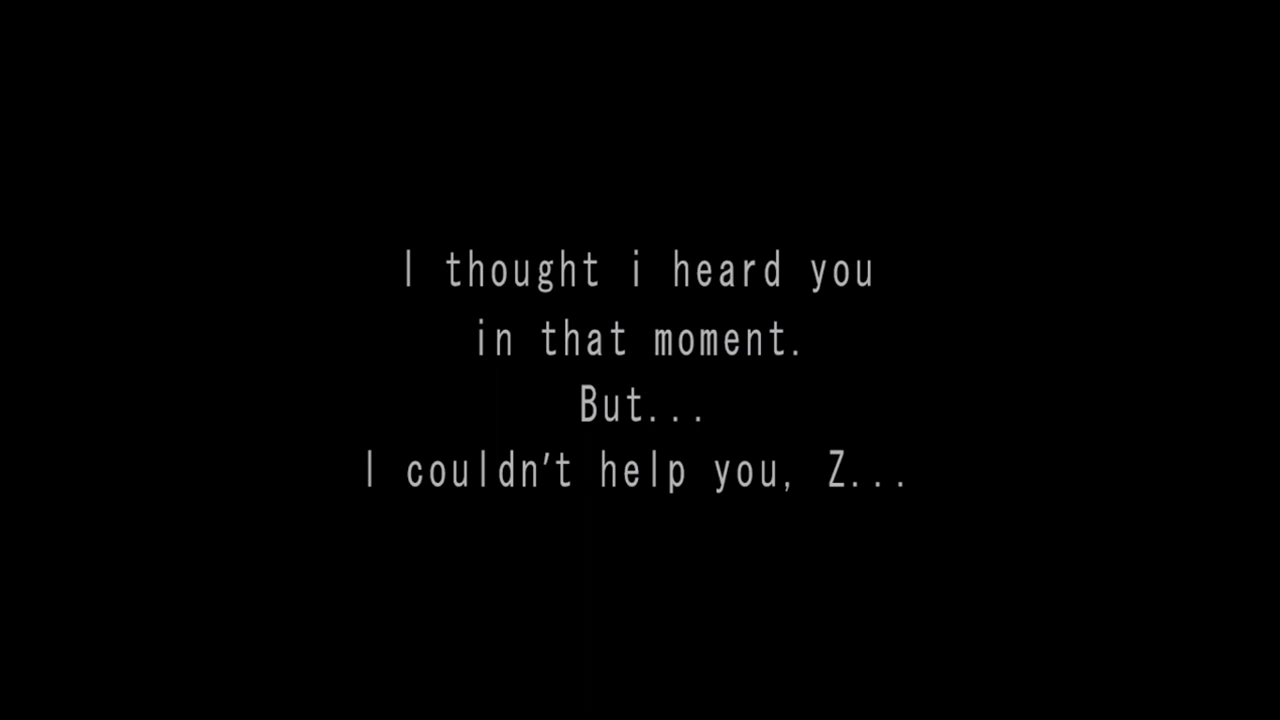 I thought i heard you
in that moment.
But...
I couldn't help you, Z...